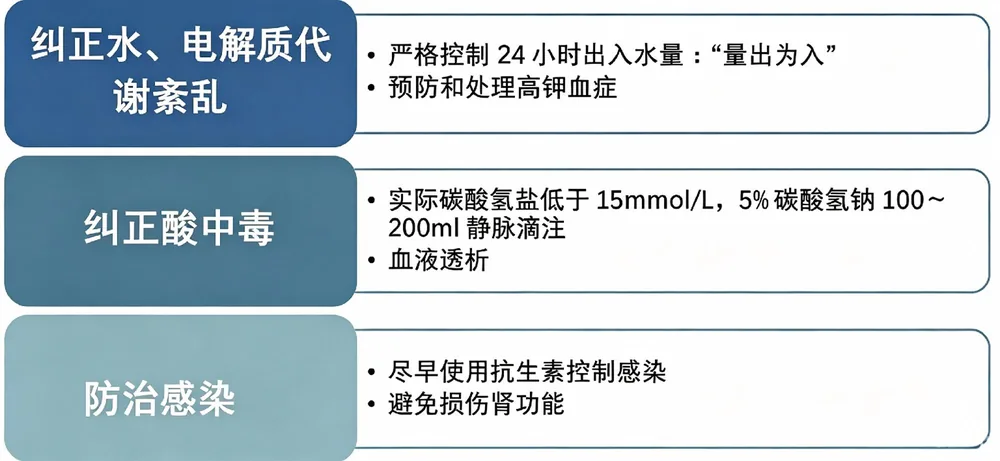 纠正水、电解质代
谢紊乱
• 严格控制 24 小时出入水量：“量出为入”
• 预防和处理高钾血症
纠正酸中毒
• 实际碳酸氢盐低于 15mmol/L，5% 碳酸氢钠 100～
200ml 静脉滴注
• 血液透析
防治感染
• 尽早使用抗生素控制感染
• 避免损伤肾功能